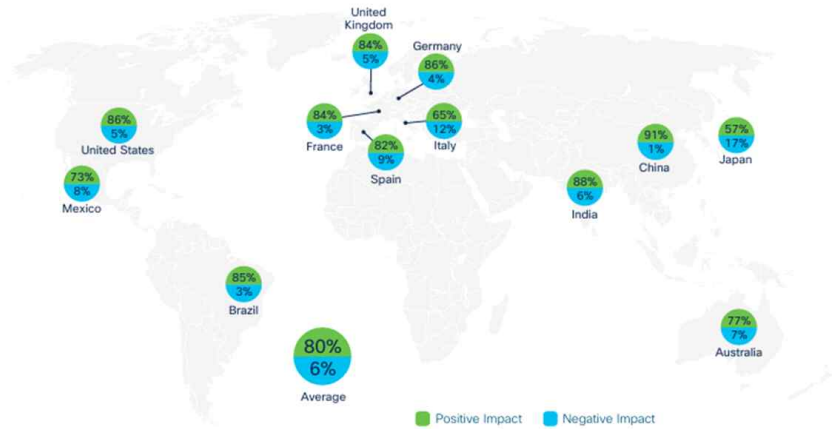 United
Kingdom
84%
5%
Germany
86%
4%
84%
3%
France
65%
12%
Italy
82%
9%
Spain
86%
5%
United States
73%
8%
Mexico
91%
1%
China
57%
17%
Japan
88%
6%
India
85%
3%
Brazil
77%
7%
Australia
80%
6%
Average
Positive Impact
Negative Impact